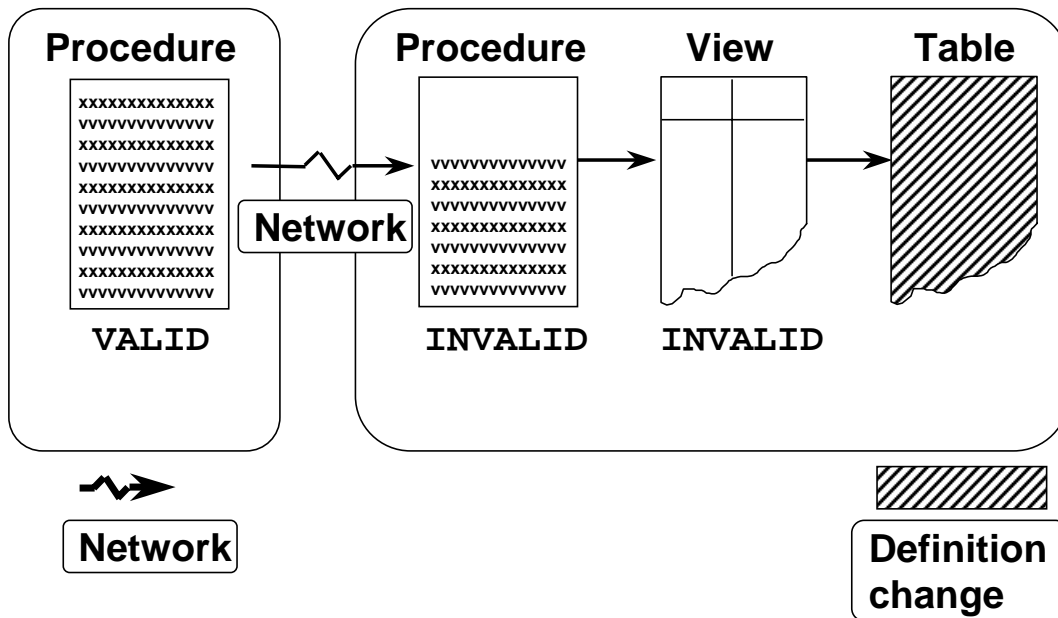 Procedure
xxxxxxxxxxxxxx
vvvvvvvvvvvvvv
xxxxxxxxxxxxxx
vvvvvvvvvvvvvv
xxxxxxxxxxxxxx
vvvvvvvvvvvvvv
xxxxxxxxxxxxxx
vvvvvvvvvvvvvv
xxxxxxxxxxxxxx
vvvvvvvvvvvvvv
VALID
Network
Procedure
vvvvvvvvvvvvvv
xxxxxxxxxxxxxx
vvvvvvvvvvvvvv
xxxxxxxxxxxxxx
vvvvvvvvvvvvvv
xxxxxxxxxxxxxx
vvvvvvvvvvvvvv
INVALID
View
INVALID
Table
Network
Definition
change